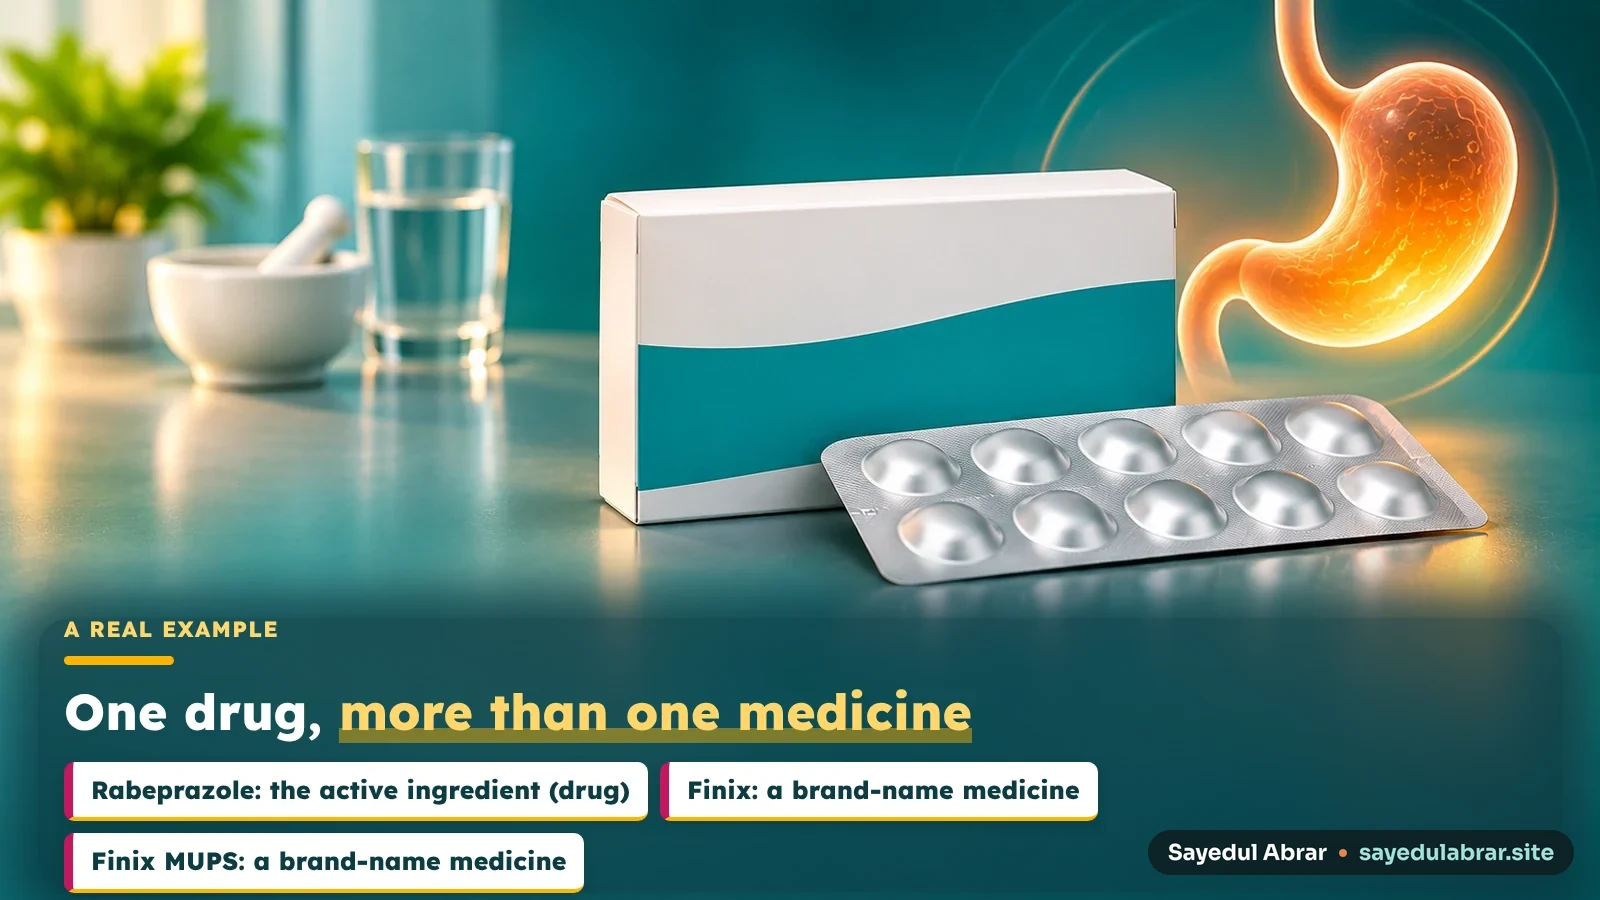 A REAL EXAMPLE
One drug, more than one medicine
Rabeprazole: the active ingredient (drug)
Finix: a brand-name medicine
Finix MUPS: a brand-name medicine
Sayedul Abrar • sayedulabrar.site